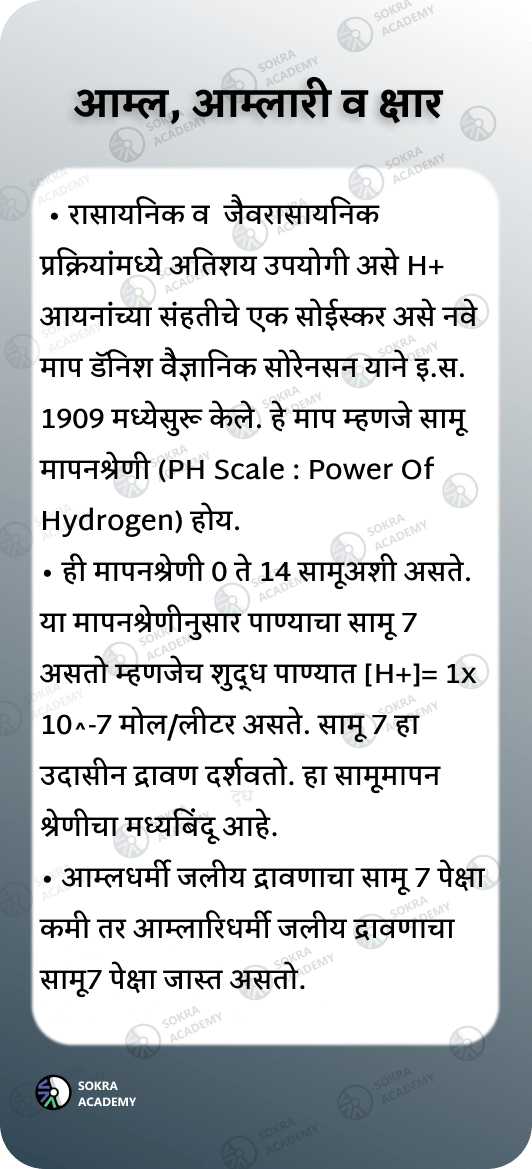 आम्ल, आम्लारी व क्षार
• रासायनिक व जैवरासायनिक
प्रक्रियांमध्ये अतिशय उपयोगी असे H+
आयनांच्या संहतीचे एक सोईस्कर असे नवे
माप डॅनिश वैज्ञानिक सोरेनसन याने इ.स.
1909 मध्येसुरू केले. हे माप म्हणजे सामू
मापनश्रेणी (PH Scale : Power Of
Hydrogen) होय.
• ही मापनश्रेणी 0 ते 14 सामूअशी असते.
या मापनश्रेणीनुसार पाण्याचा सामू 7
असतो म्हणजेच शुद्ध पाण्यात [H+]= 1x
10^-7 मोल/लीटर असते. सामू 7 हा
उदासीन द्रावण दर्शवतो. हा सामूमापन
श्रेणीचा मध्यबिंदू आहे.
• आम्लधर्मी जलीय द्रावणाचा सामू 7 पेक्षा
कमी तर आम्लारिधर्मी जलीय द्रावणाचा
सामू7 पेक्षा जास्त असतो.
SOKRA
ACADEMY